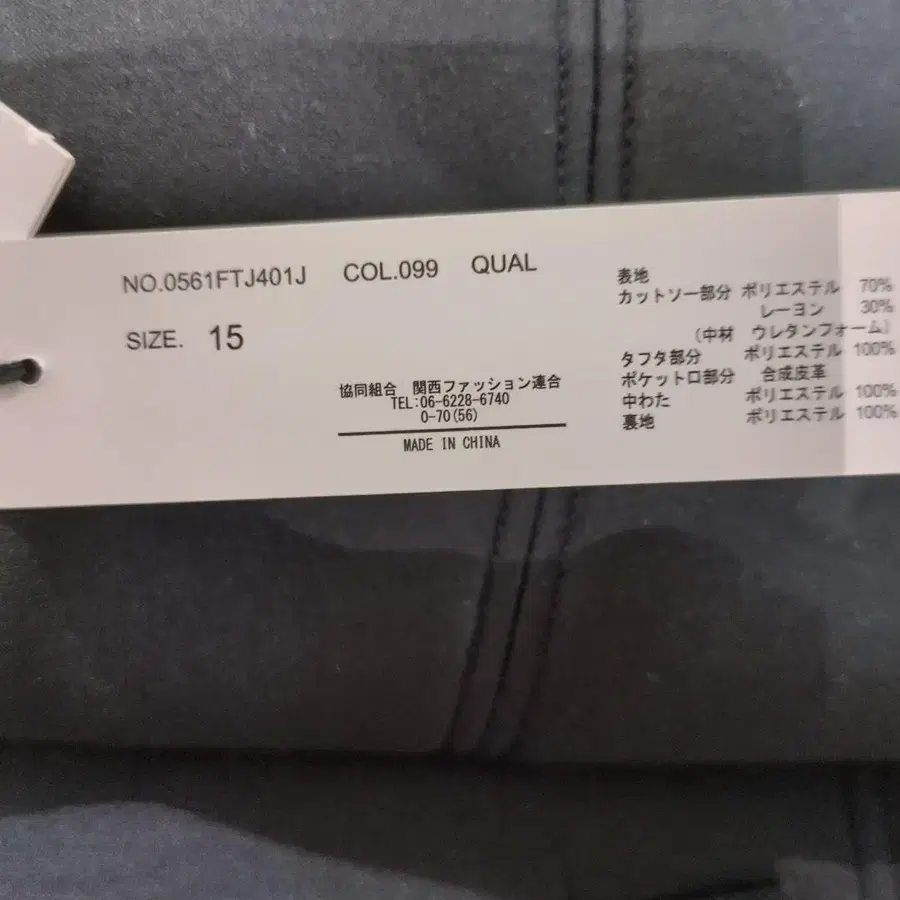 NO.0561FTJ401J COL.099 QUAL
SIZE. 15
協同組合 関西ファッション連合
TEL:06-6228-6740
0-70(56)
MADE IN CHINA
表地
カットソー部分 ポリエステル 70%
レーヨン 30%
(中材 ウレタンフォーム)
タフタ部分 ポリエステル 100%
ポケット口部分 合成皮革
中わた ポリエステル 100%
裏地 ポリエステル 100%